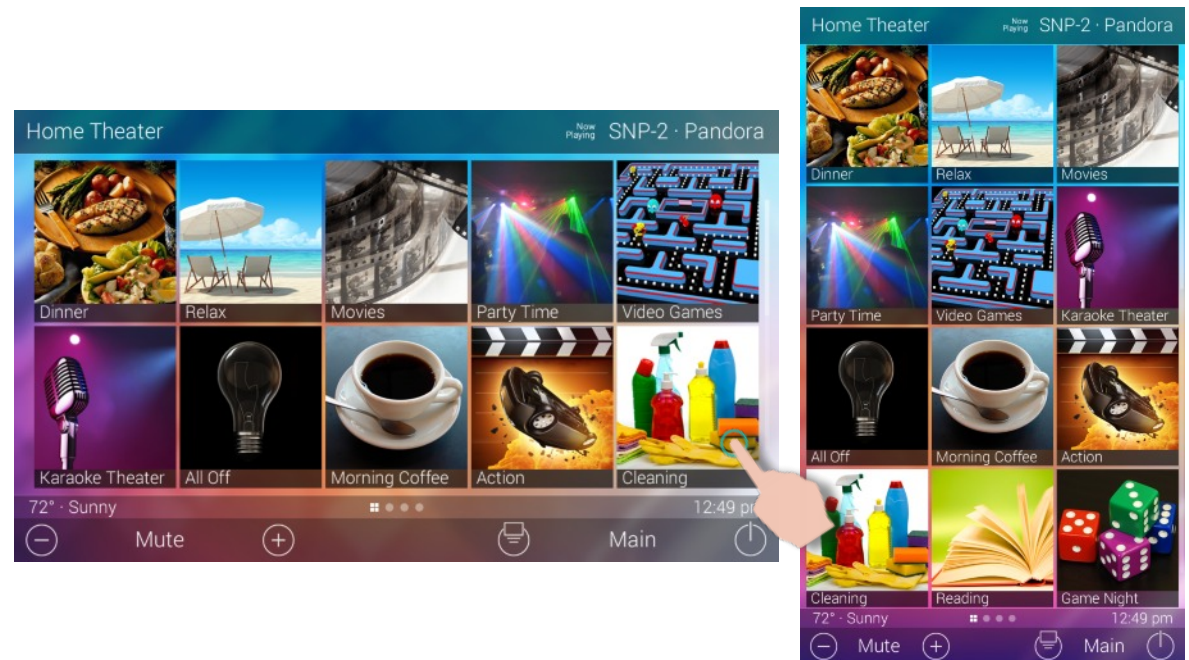 Home Theater
Now Playing
SNP-2 · Pandora
Dinner
Relax
Movies
Party Time
Video Games
Karaoke Theater
All Off
Morning Coffee
Action
Cleaning
72° · Sunny
12:49 pm
Mute
Main
Home Theater
Now Playing
SNP-2 · Pandora
Dinner
Relax
Movies
Party Time
Video Games
Karaoke Theater
All Off
Morning Coffee
Action
Cleaning
Reading
Game Night
72° · Sunny
12:49 pm
Mute
Main